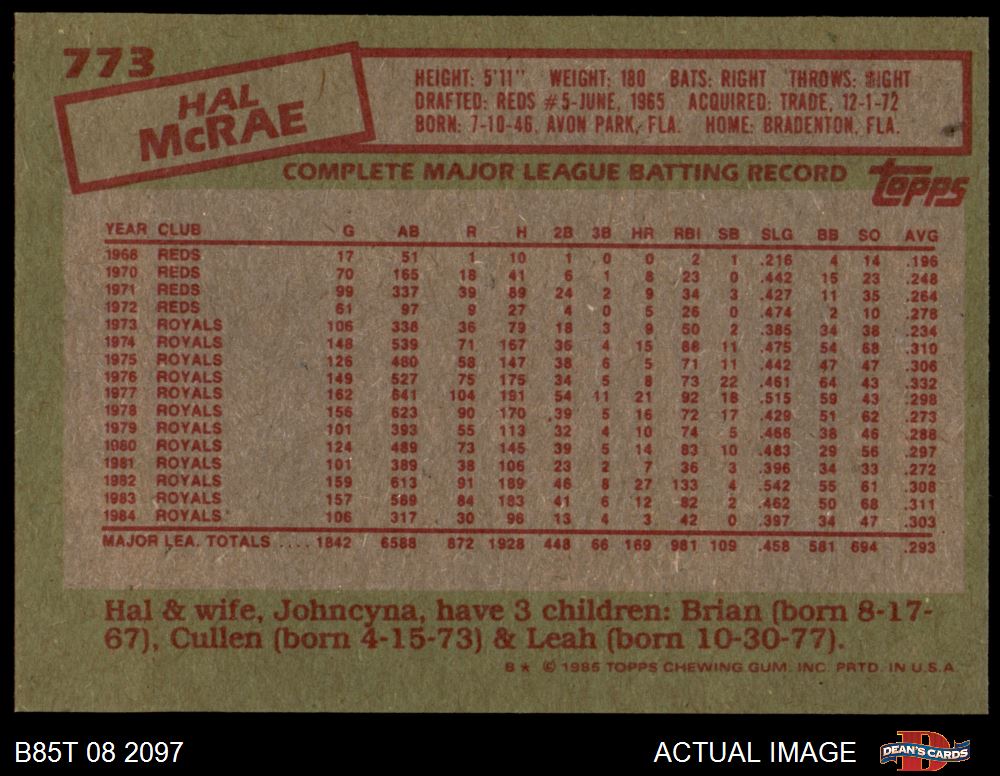 773
HAL
McRAE
HEIGHT: 5'11" WEIGHT: 180 BATS: RIGHT THROWS: RIGHT
DRAFTED: REDS #5-JUNE, 1965 ACQUIRED: TRADE, 12-1-72
BORN: 7-10-46, AVON PARK, FLA. HOME: BRADENTON, FLA.
COMPLETE MAJOR LEAGUE BATTING RECORD
topps
YEAR CLUB G AB R H 2B 3B HR RBI SB SLG BB SO AVG
1968 REDS 17 51 1 10 1 0 0 2 1 .216 4 14 .196
1970 REDS 70 165 18 41 6 1 8 23 0 .442 15 23 .248
1971 REDS 99 337 39 89 24 2 9 34 3 .427 11 35 .264
1972 REDS 61 97 9 27 4 0 5 26 0 .474 2 10 .278
1973 ROYALS 106 338 36 79 18 3 9 50 2 .385 34 38 .234
1974 ROYALS 148 539 71 167 36 4 15 88 11 .475 54 68 .310
1975 ROYALS 126 480 58 147 38 6 5 71 11 .442 47 47 .306
1976 ROYALS 149 527 75 175 34 5 8 73 22 .461 64 43 .332
1977 ROYALS 162 641 104 191 54 11 21 92 18 .515 59 43 .298
1978 ROYALS 156 623 90 170 39 5 16 72 17 .429 51 62 .273
1979 ROYALS 101 393 55 113 32 4 10 74 5 .466 38 46 .288
1980 ROYALS 124 489 73 145 39 5 14 83 10 .483 29 56 .297
1981 ROYALS 101 389 38 106 23 2 7 36 3 .396 34 33 .272
1982 ROYALS 159 613 91 189 46 8 27 133 4 .542 55 61 .308
1983 ROYALS 157 589 84 183 41 6 12 82 2 .462 50 68 .311
1984 ROYALS 106 317 30 96 13 4 3 42 0 .397 34 47 .303
MAJOR LEA. TOTALS .... 1842 6588 872 1928 448 66 169 981 109 .458 581 694 .293
Hal & wife, Johncyna, have 3 children: Brian (born 8-17-
67), Cullen (born 4-15-73) & Leah (born 10-30-77).
B★ © 1985 TOPPS CHEWING GUM, INC. PRTD. IN U.S.A.
B85T 08 2097 ACTUAL IMAGE DEAN'S CARDS